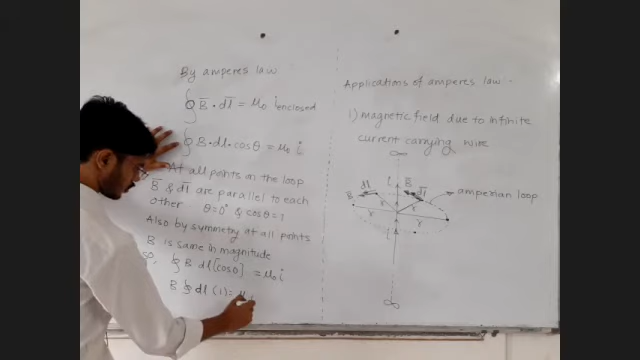 By amperes law
∮ B̅ · dl̅ = μ₀ i enclosed
∮ B · dl · cosθ = μ₀ i
At all points in the loop
B̅ & dl̅ are parallel to each
other θ=0° & cosθ=1
Also by symmetry at all points
B is same in magnitude
So, ∮ B dl [cos0] = μ₀ i
B ∮ dl (1) = μ
Applications of amperes law -
1) magnetic field due to infinite
current carrying wire
∞
i
dl B dl
B
amperian loop
r r
r r
i
∞